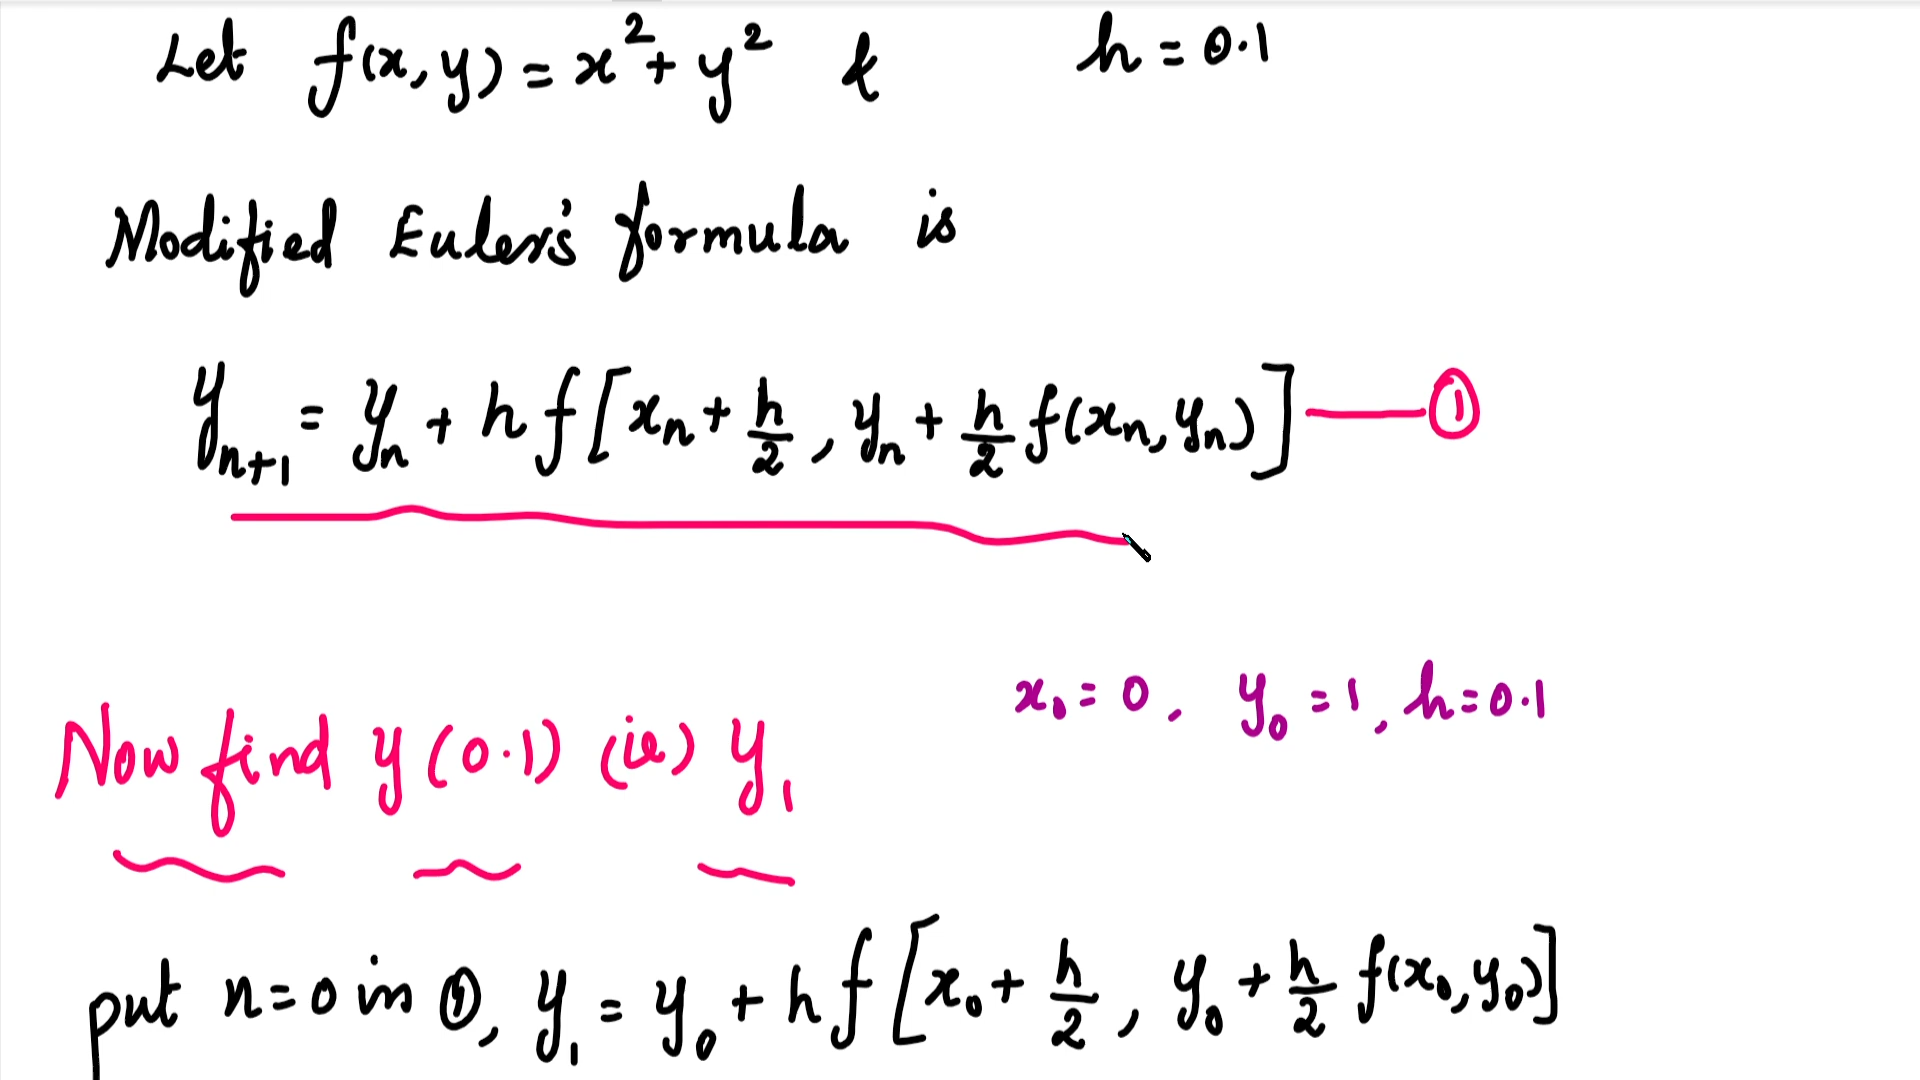 Let f(x, y) = x² + y² & h = 0.1
Modified Euler's formula is
yₙ₊₁ = yₙ + h f[xₙ + h/2, yₙ + h/2 f(xₙ, yₙ)] — ①
x₀ = 0, y₀ = 1, h = 0.1
Now find y(0.1) (ie) y₁
put n=0 in ①, y₁ = y₀ + h f[x₀ + h/2, y₀ + h/2 f(x₀, y₀)]